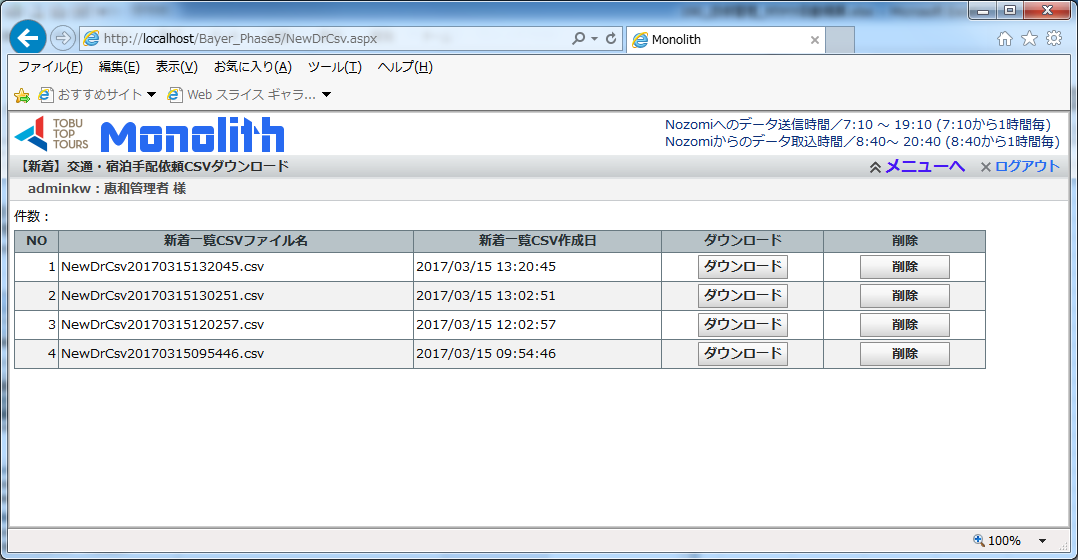 http://localhost/Bayer_Phase5/NewDrCsv.aspx
Monolith
ファイル(F) 編集(E) 表示(V) お気に入り(A) ツール(T) ヘルプ(H)
おすすめサイト Web スライス ギャラ...
TOBU
TOP
TOURS
Monolith
Nozomiへのデータ送信時間／7:10 ～ 19:10 (7:10から1時間毎)
Nozomiからのデータ取込時間／8:40～ 20:40 (8:40から1時間毎)
【新着】交通・宿泊手配依頼CSVダウンロード
メニューへ ログアウト
adminkw：恵和管理者 様
件数：
NO 新着一覧CSVファイル名 新着一覧CSV作成日 ダウンロード 削除
1 NewDrCsv20170315132045.csv 2017/03/15 13:20:45 ダウンロード 削除
2 NewDrCsv20170315130251.csv 2017/03/15 13:02:51 ダウンロード 削除
3 NewDrCsv20170315120257.csv 2017/03/15 12:02:57 ダウンロード 削除
4 NewDrCsv20170315095446.csv 2017/03/15 09:54:46 ダウンロード 削除
100%